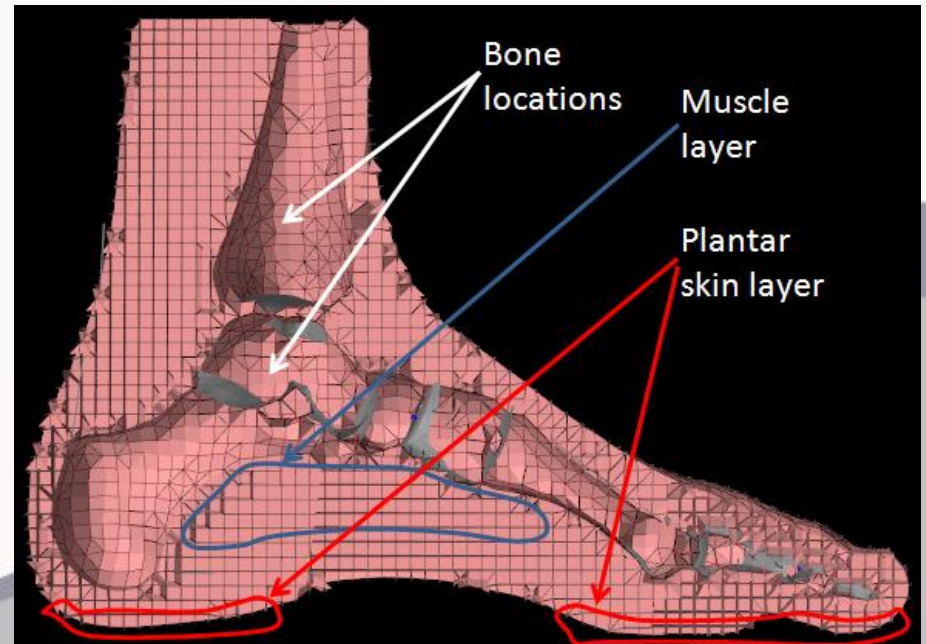 Bone
locations
Muscle
layer
Plantar
skin layer